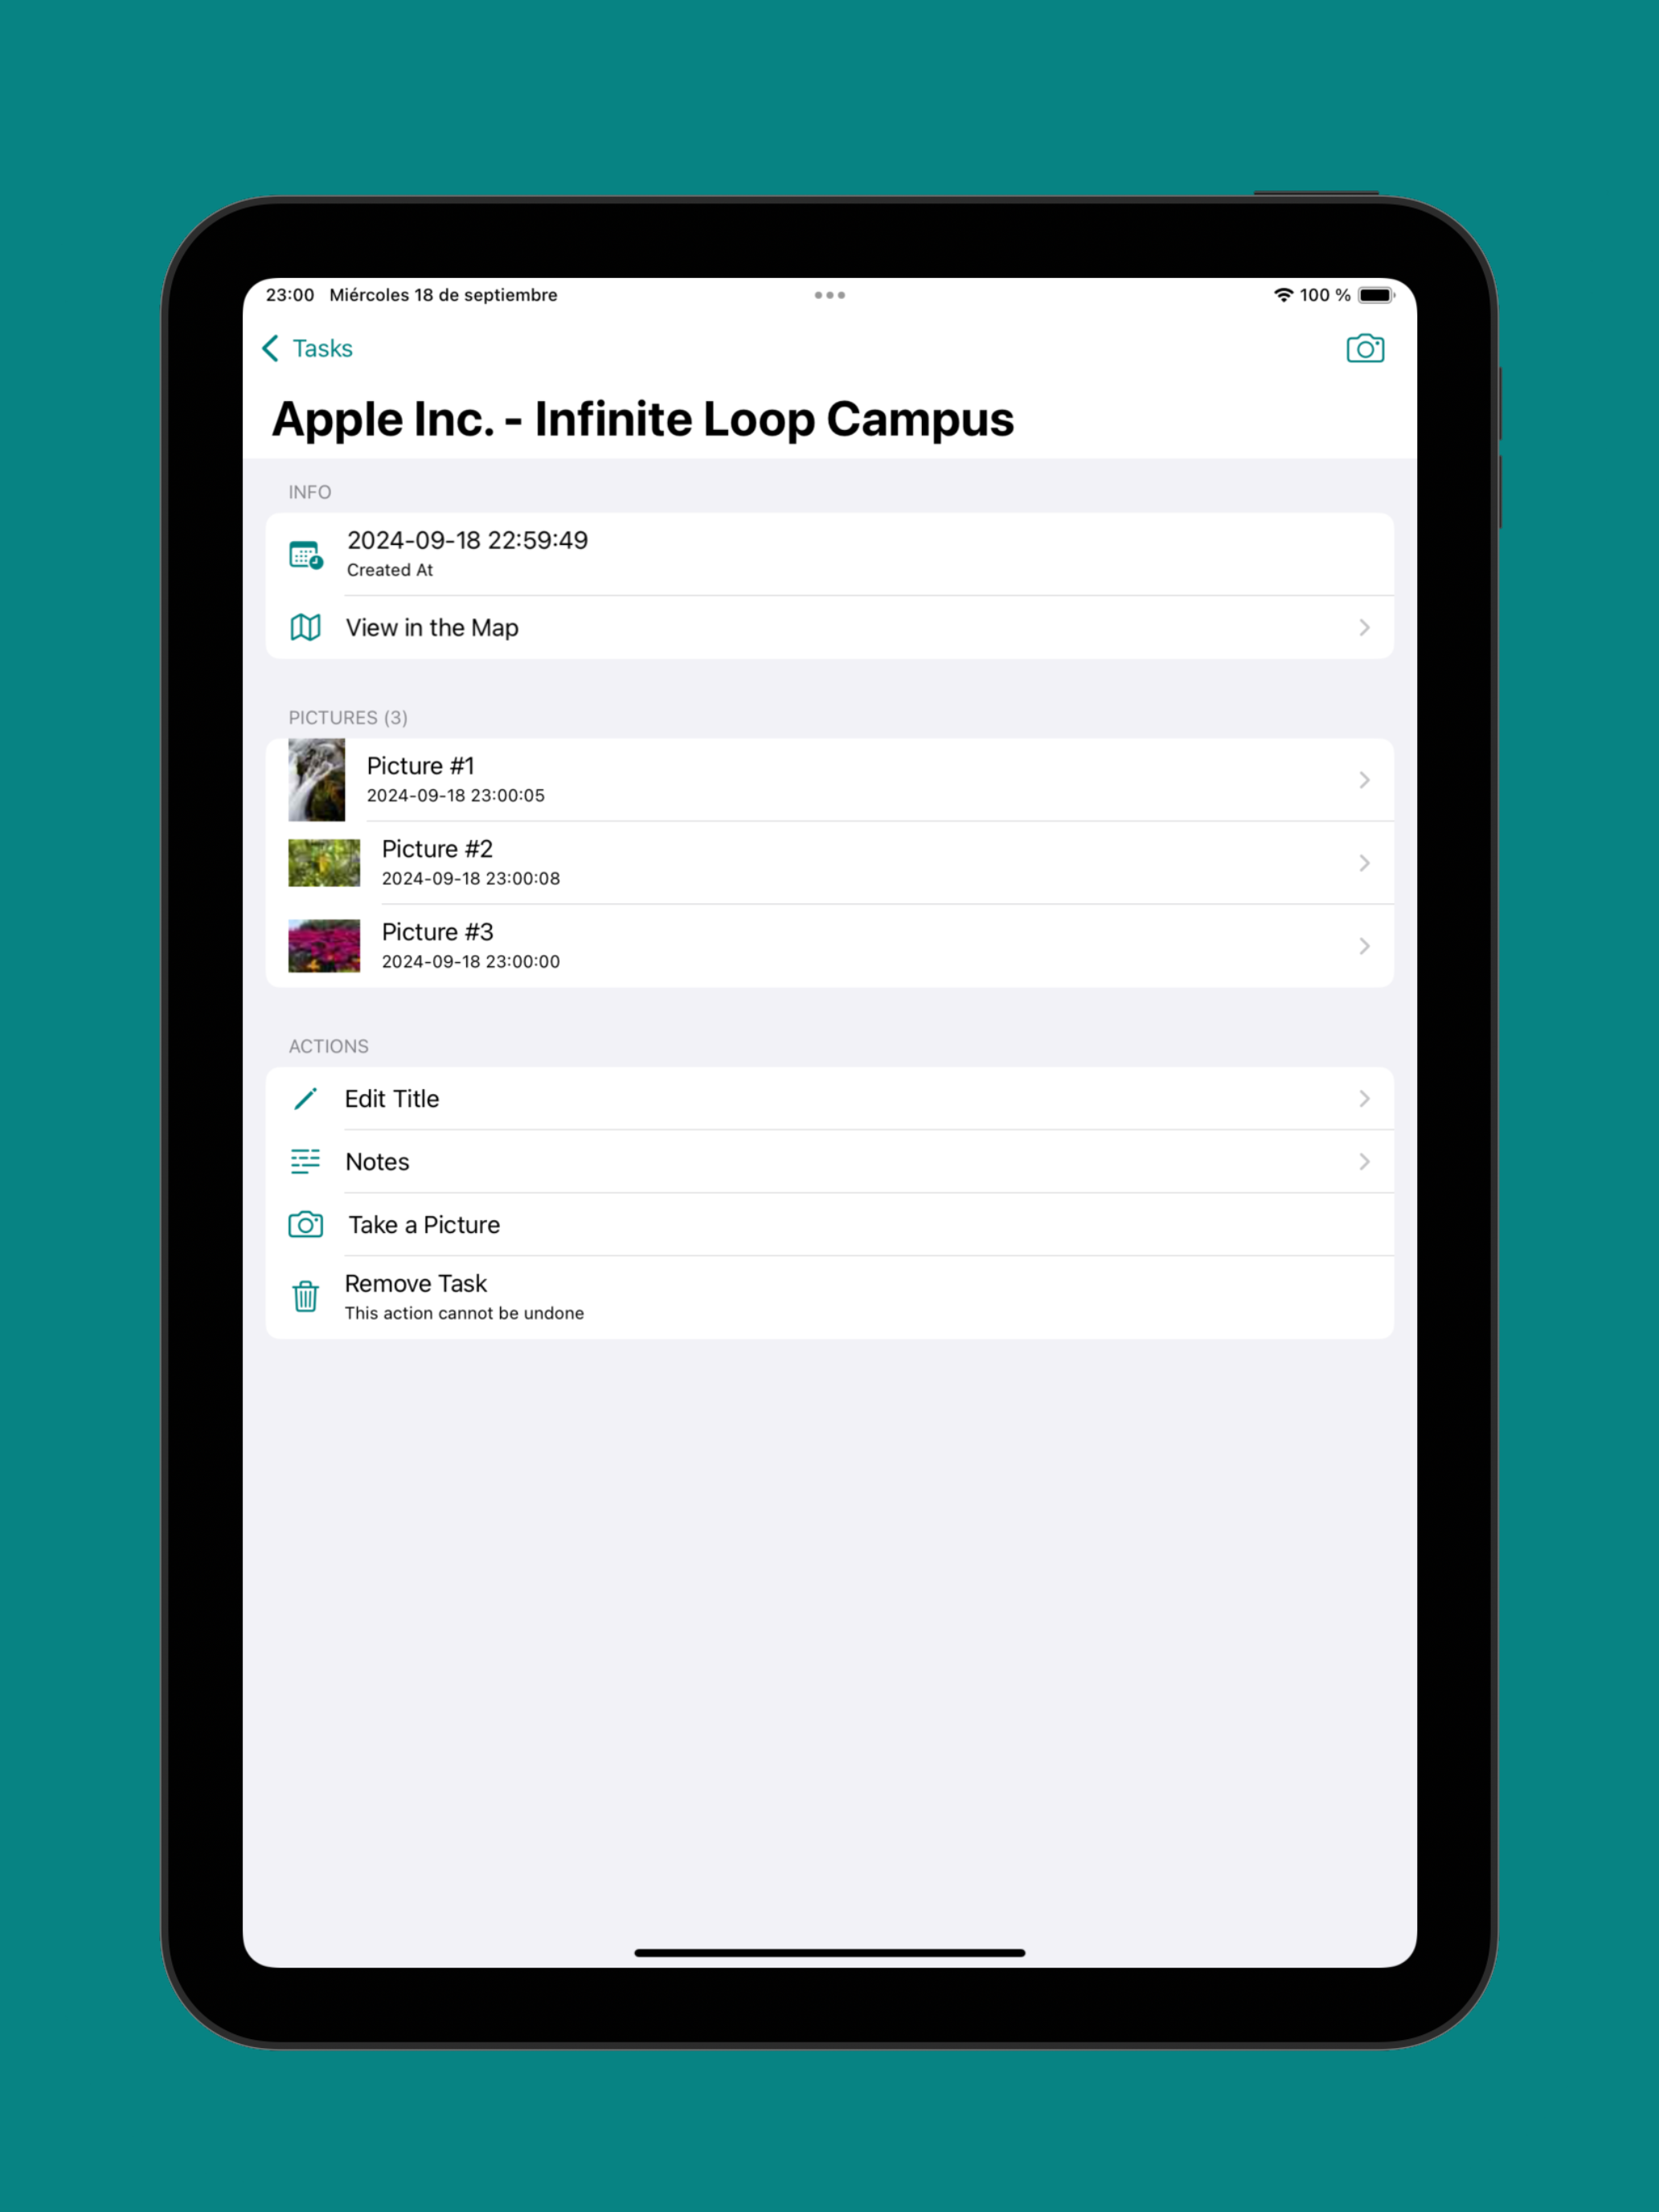 23:00 Miércoles 18 de septiembre 100 %
Tasks
Apple Inc. - Infinite Loop Campus
INFO
2024-09-18 22:59:49
Created At
View in the Map
PICTURES (3)
Picture #1
2024-09-18 23:00:05
Picture #2
2024-09-18 23:00:08
Picture #3
2024-09-18 23:00:00
ACTIONS
Edit Title
Notes
Take a Picture
Remove Task
This action cannot be undone